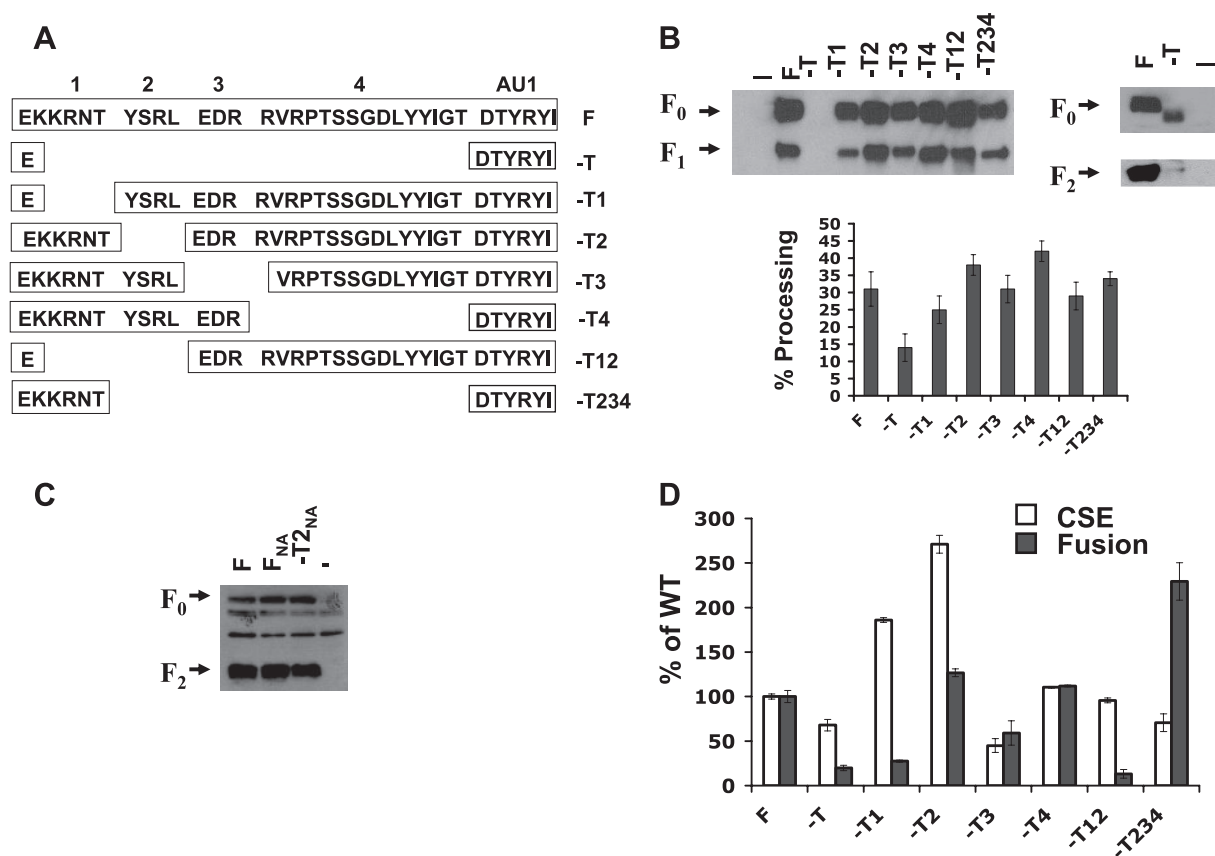 A
1 2 3 4 AU1
EKKRNT YSRL EDR RVRPTSSGDLYYIGT DTYRYI F
E DTYRYI -T
E YSRL EDR RVRPTSSGDLYYIGT DTYRYI -T1
EKKRNT EDR RVRPTSSGDLYYIGT DTYRYI -T2
EKKRNT YSRL VRPTSSGDLYYIGT DTYRYI -T3
EKKRNT YSRL EDR DTYRYI -T4
E EDR RVRPTSSGDLYYIGT DTYRYI -T12
EKKRNT DTYRYI -T234
B
- F -T -T1 -T2 -T3 -T4 -T12 -T234
F0
F1
F -T -
F0
F2
% Processing
50
45
40
35
30
25
20
15
10
5
0
F -T -T1 -T2 -T3 -T4 -T12 -T234
C
F FNA -T2NA -
F0
F2
D
CSE
Fusion
% of WT
300
250
200
150
100
50
0
F -T -T1 -T2 -T3 -T4 -T12 -T234